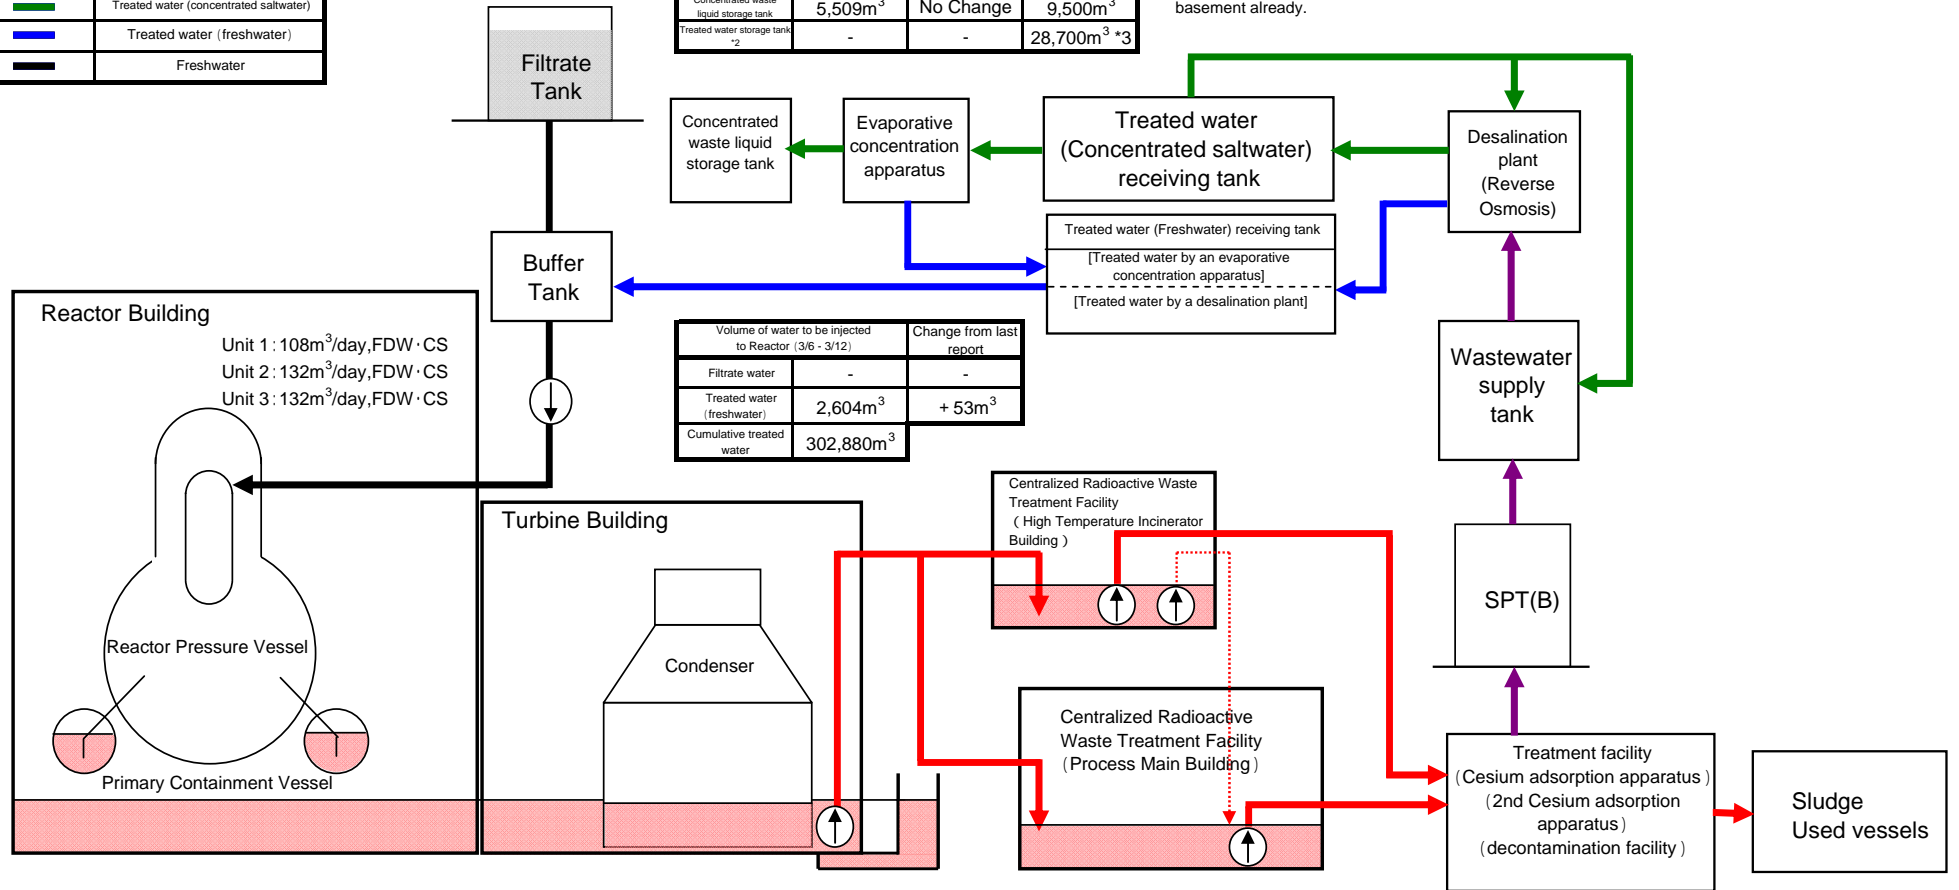 Treated water (concentrated saltwater)
Treated water (freshwater)
Freshwater
Concentrated waste
liquid storage tank
5,509m3
No Change
9,500m3
Treated water storage tank
*2
-
-
28,700m3 *3
basement already.
Filtrate
Tank
Concentrated
waste liquid
storage tank
Evaporative
concentration
apparatus
Treated water
(Concentrated saltwater)
receiving tank
Desalination
plant
(Reverse
Osmosis)
Treated water (Freshwater) receiving tank
[Treated water by an evaporative
concentration apparatus]
[Treated water by a desalination plant]
Buffer
Tank
Reactor Building
Unit 1 : 108m3/day,FDW・CS
Unit 2 : 132m3/day,FDW・CS
Unit 3 : 132m3/day,FDW・CS
Volume of water to be injected
to Reactor (3/6 - 3/12)
Change from last
report
Filtrate water
-
-
Treated water
(freshwater)
2,604m3
+ 53m3
Cumulative treated
water
302,880m3
Wastewater
supply
tank
Centralized Radioactive Waste
Treatment Facility
( High Temperature Incinerator
Building )
Turbine Building
SPT(B)
Reactor Pressure Vessel
Condenser
Centralized Radioactive
Waste Treatment Facility
(Process Main Building)
Primary Containment Vessel
Treatment facility
(Cesium adsorption apparatus)
(2nd Cesium adsorption
apparatus)
(decontamination facility)
Sludge
Used vessels